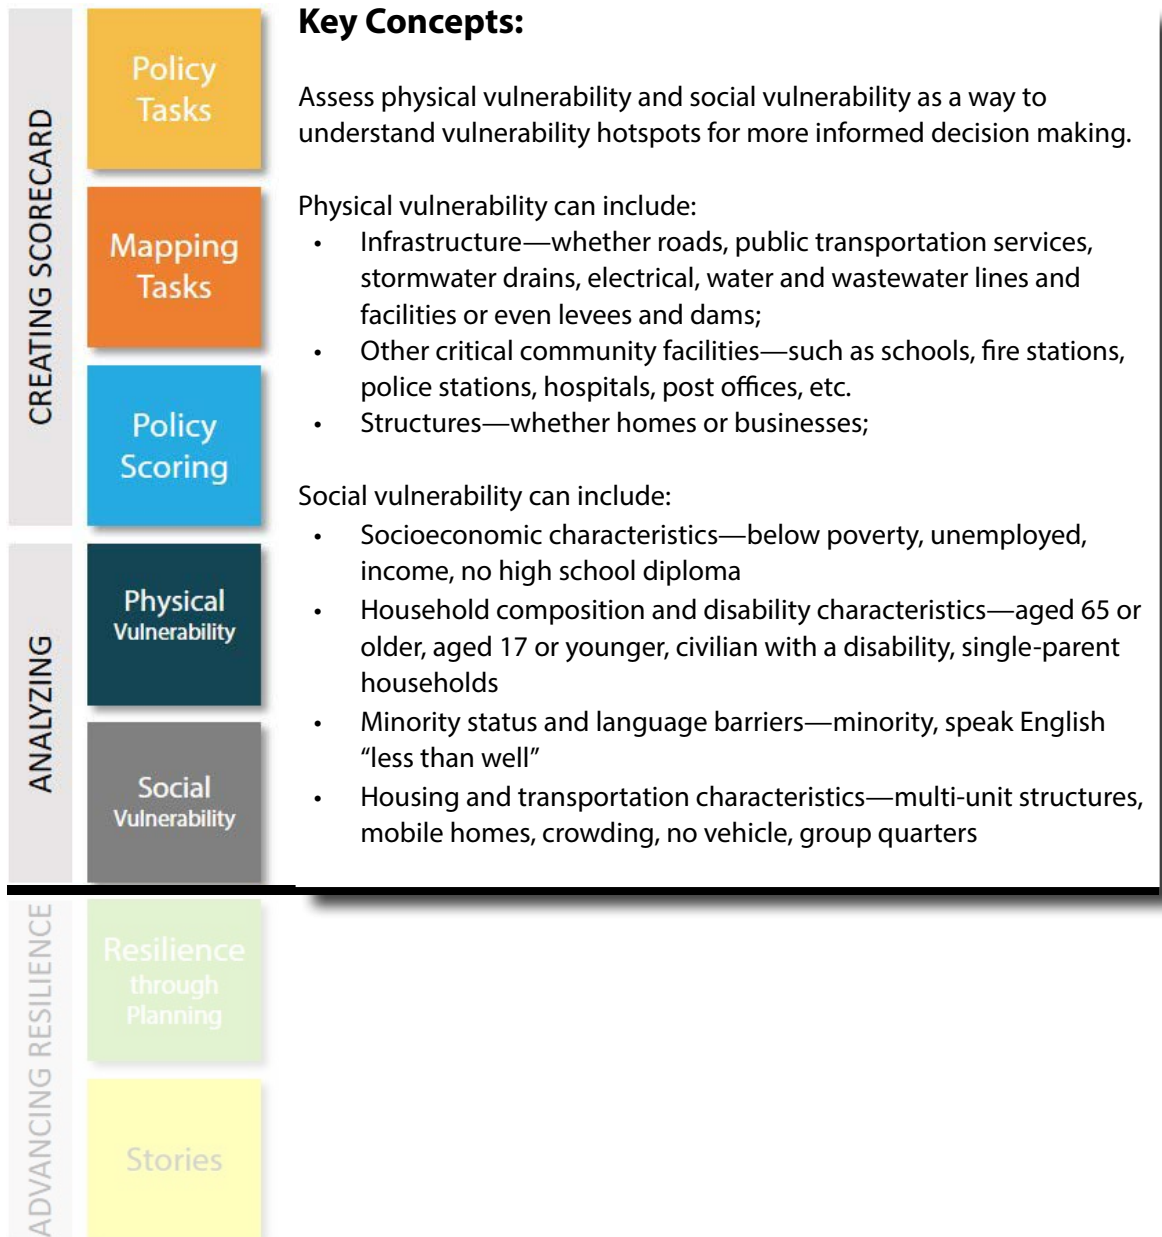 CREATING SCORECARD
Policy
Tasks
Mapping
Tasks
Policy
Scoring
ANALYZING
Physical
Vulnerability
Social
Vulnerability
ADVANCING RESILIENCE
Resilience
through
Planning
Stories
Key Concepts:
Assess physical vulnerability and social vulnerability as a way to
understand vulnerability hotspots for more informed decision making.
Physical vulnerability can include:
• Infrastructure—whether roads, public transportation services,
stormwater drains, electrical, water and wastewater lines and
facilities or even levees and dams;
• Other critical community facilities—such as schools, fire stations,
police stations, hospitals, post offices, etc.
• Structures—whether homes or businesses;
Social vulnerability can include:
• Socioeconomic characteristics—below poverty, unemployed,
income, no high school diploma
• Household composition and disability characteristics—aged 65 or
older, aged 17 or younger, civilian with a disability, single-parent
households
• Minority status and language barriers—minority, speak English
“less than well”
• Housing and transportation characteristics—multi-unit structures,
mobile homes, crowding, no vehicle, group quarters